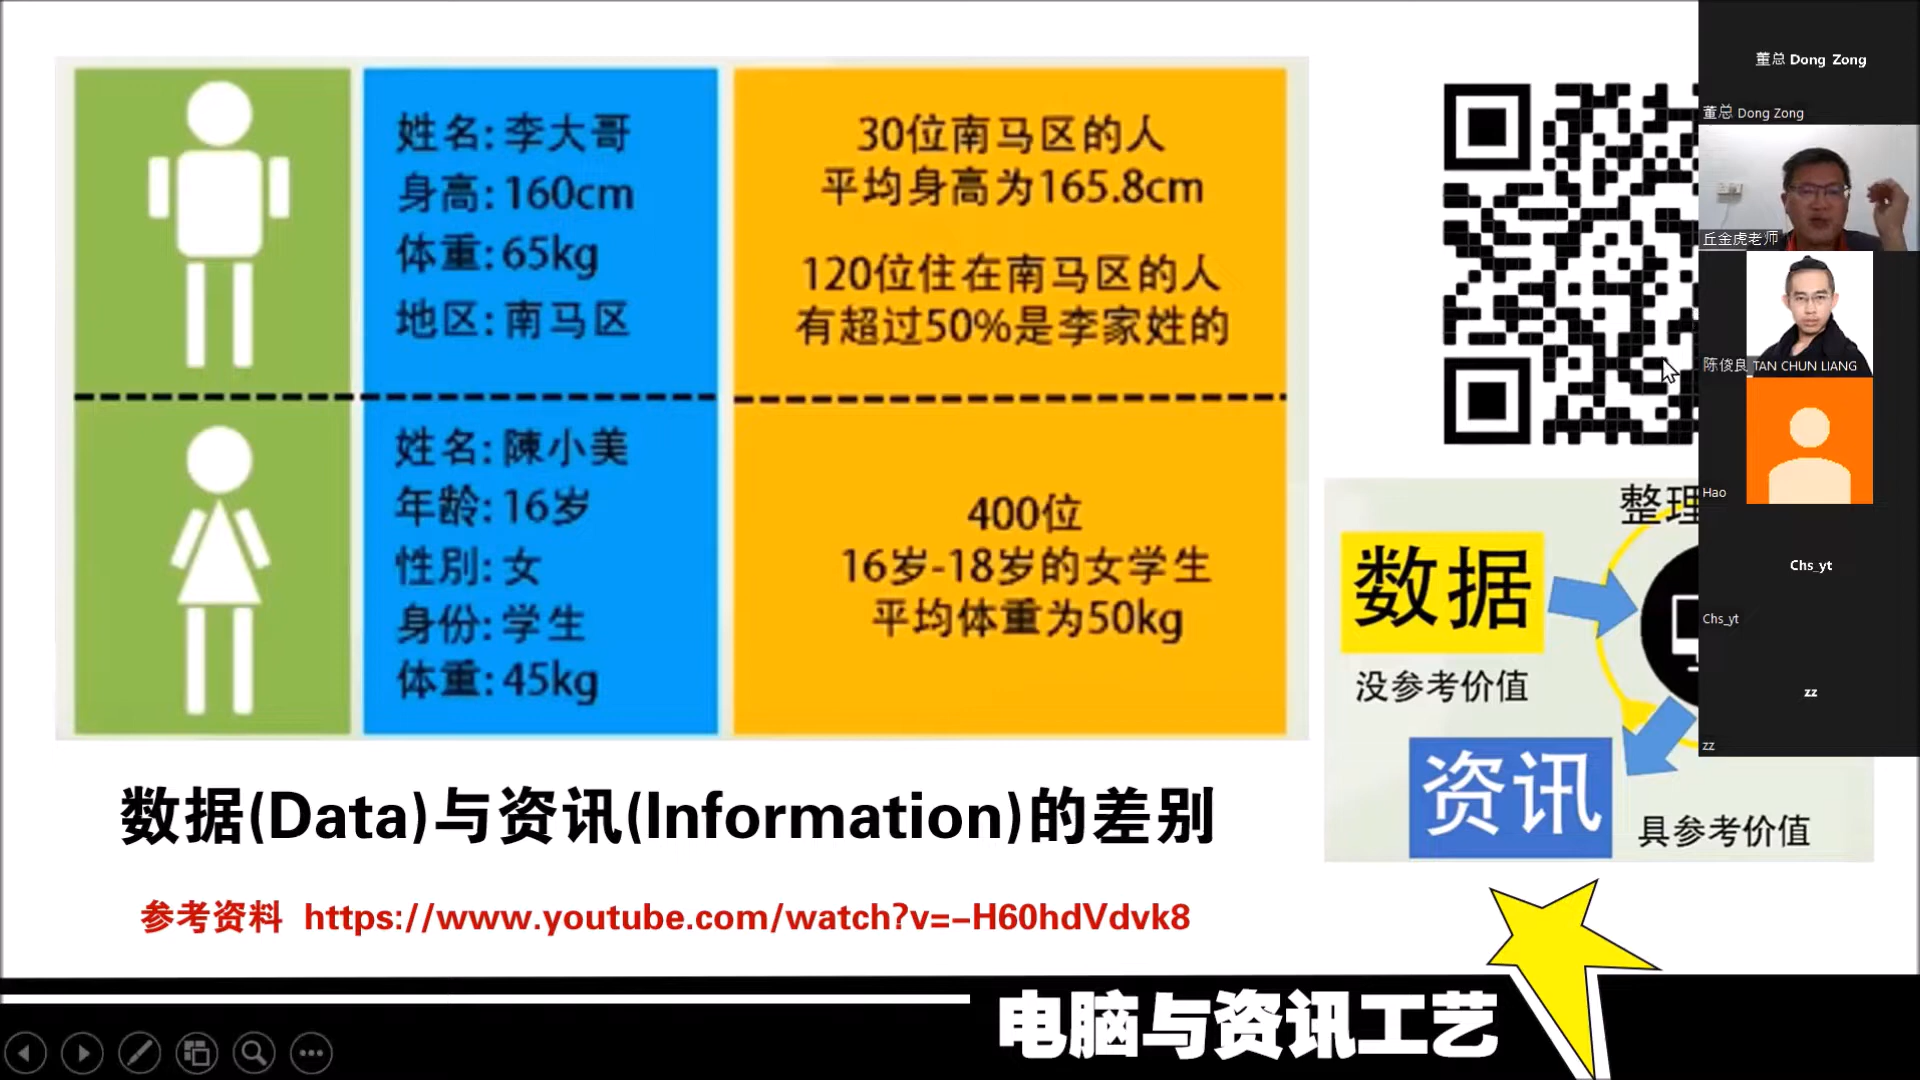 姓名: 李大哥
身高: 160cm
体重: 65kg
地区: 南马区
30位南马区的人
平均身高为165.8cm
120位住在南马区的人
有超过50%是李家姓的
姓名: 陳小美
年龄: 16岁
性别: 女
身份: 学生
体重: 45kg
400位
16岁-18岁的女学生
平均体重为50kg
数据(Data)与资讯(Information)的差别
参考资料 https://www.youtube.com/watch?v=-H60hdVdvk8
整理
数据
没参考价值
资讯
具参考价值
电脑与资讯工艺
董总 Dong Zong
董总 Dong Zong
丘金虎老师
陈俊良_TAN CHUN LIANG
Hao
Chs_yt
Chs_yt
zz
zz